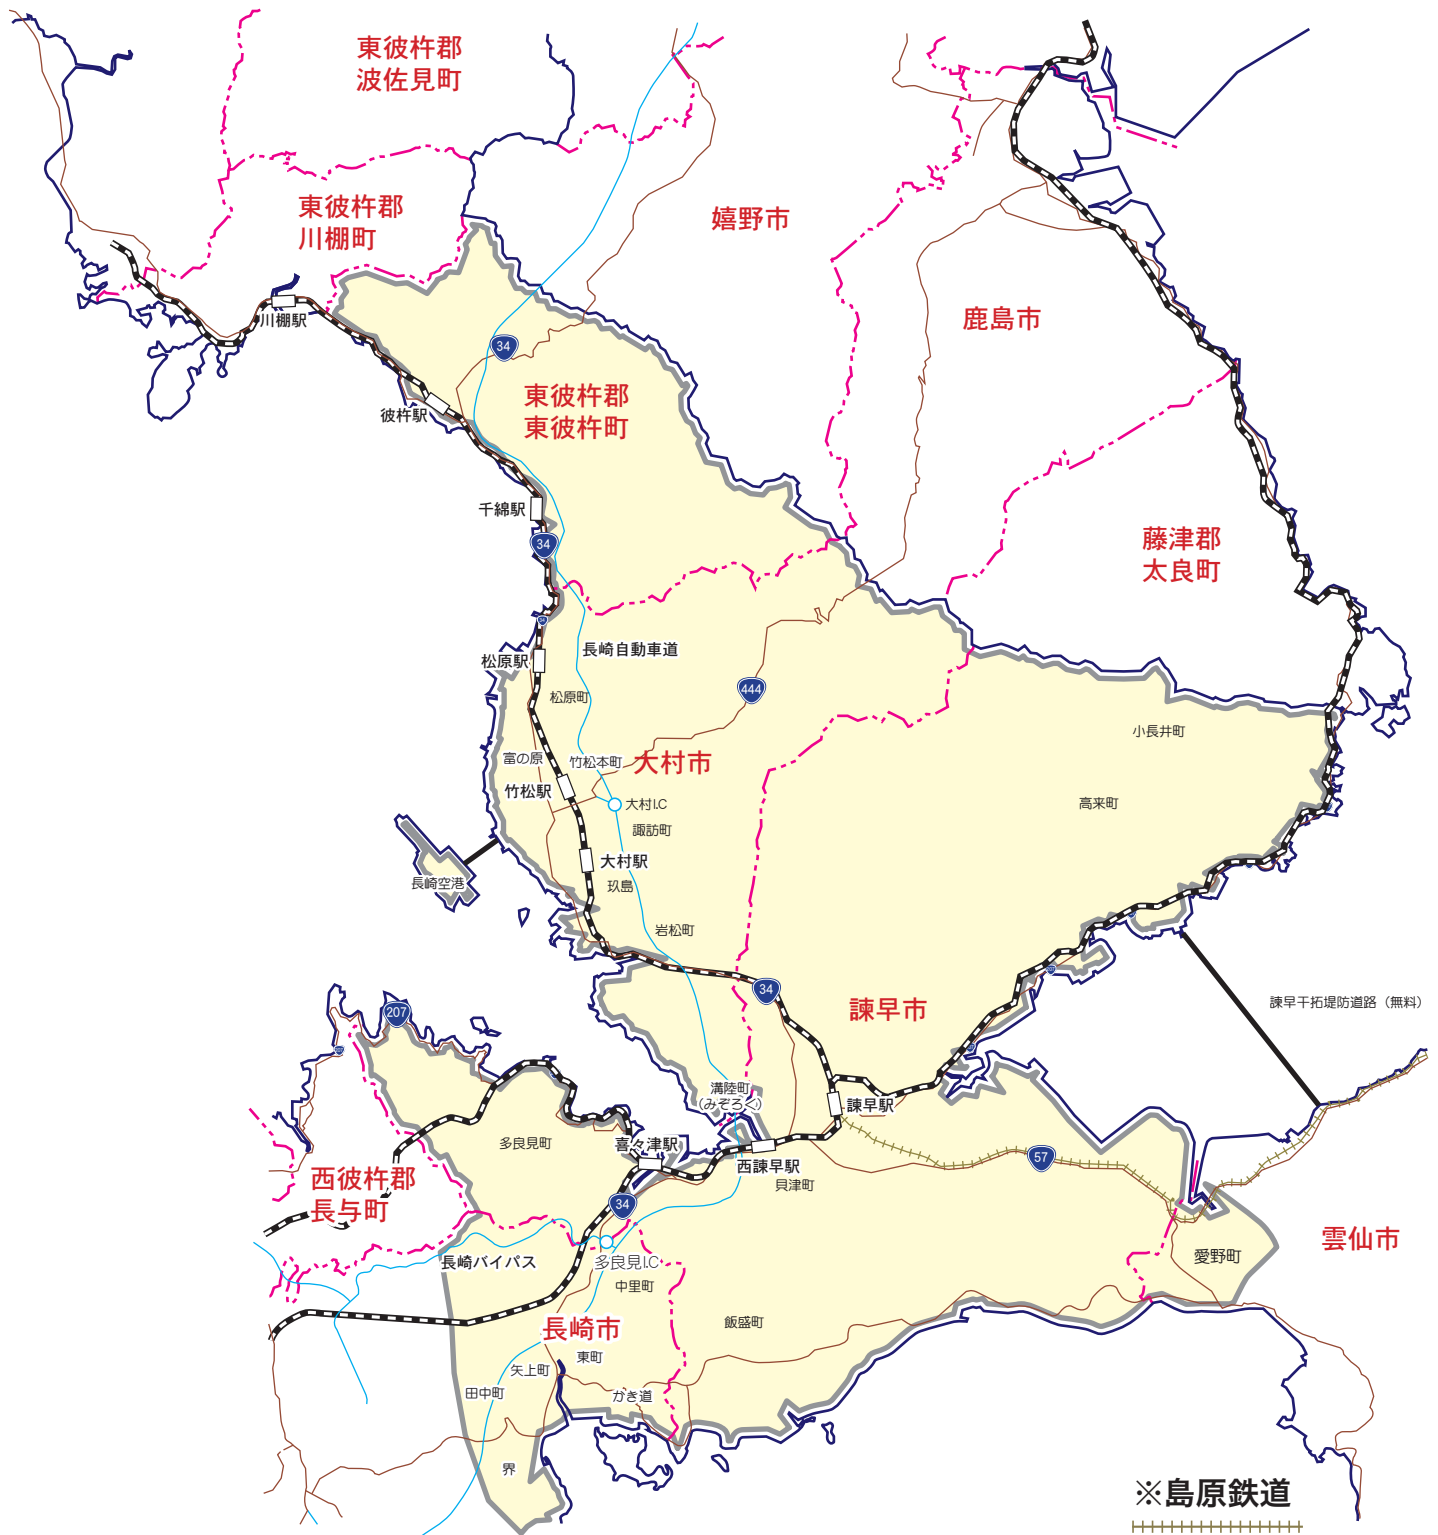 東彼杵郡
波佐見町
東彼杵郡
川棚町
嬉野市
鹿島市
川棚駅
34
彼杵駅
東彼杵郡
東彼杵町
千綿駅
34
藤津郡
太良町
34
長崎自動車道
松原駅
松原町
444
小長井町
富の原
竹松本町
大村市
竹松駅
大村I.C
高来町
諏訪町
大村駅
長崎空港
玖島
岩松町
34
諫早市
諫早干拓堤防道路（無料）
207
溝陸町
（みぞろく）
諫早駅
多良見町
喜々津駅
西諫早駅
57
西彼杵郡
長与町
貝津町
34
雲仙市
愛野町
長崎バイパス
多良見I.C
中里町
飯盛町
長崎市
東町
矢上町
田中町
かき道
界
※島原鉄道